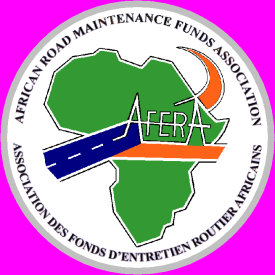 AFRICAN ROAD MAINTENANCE FUNDS ASSOCIATION
AFERA
ASSOCIATION DES FONDS D'ENTRETIEN ROUTIER AFRICAINS